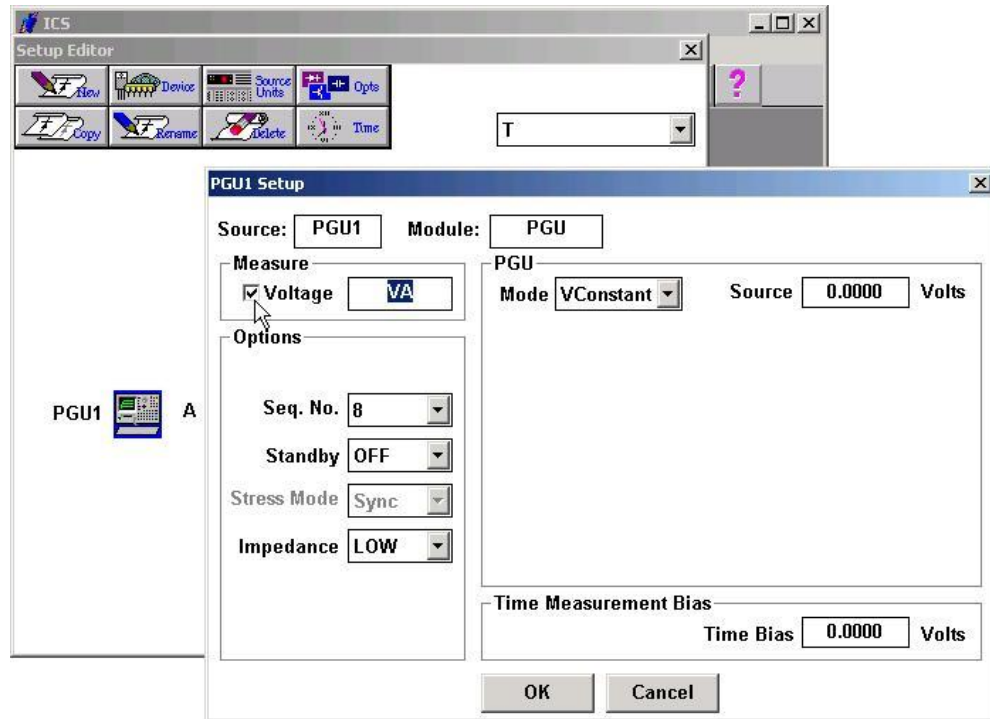 ICS
Setup Editor
New Device Source Units Opts
Copy Rename Delete Time
?
T
PGU1 Setup
Source: PGU1 Module: PGU
Measure
Voltage VA
PGU
Mode VConstant Source 0.0000 Volts
Options
Seq. No. 8
Standby OFF
Stress Mode Sync
Impedance LOW
PGU1 A
Time Measurement Bias
Time Bias 0.0000 Volts
OK Cancel